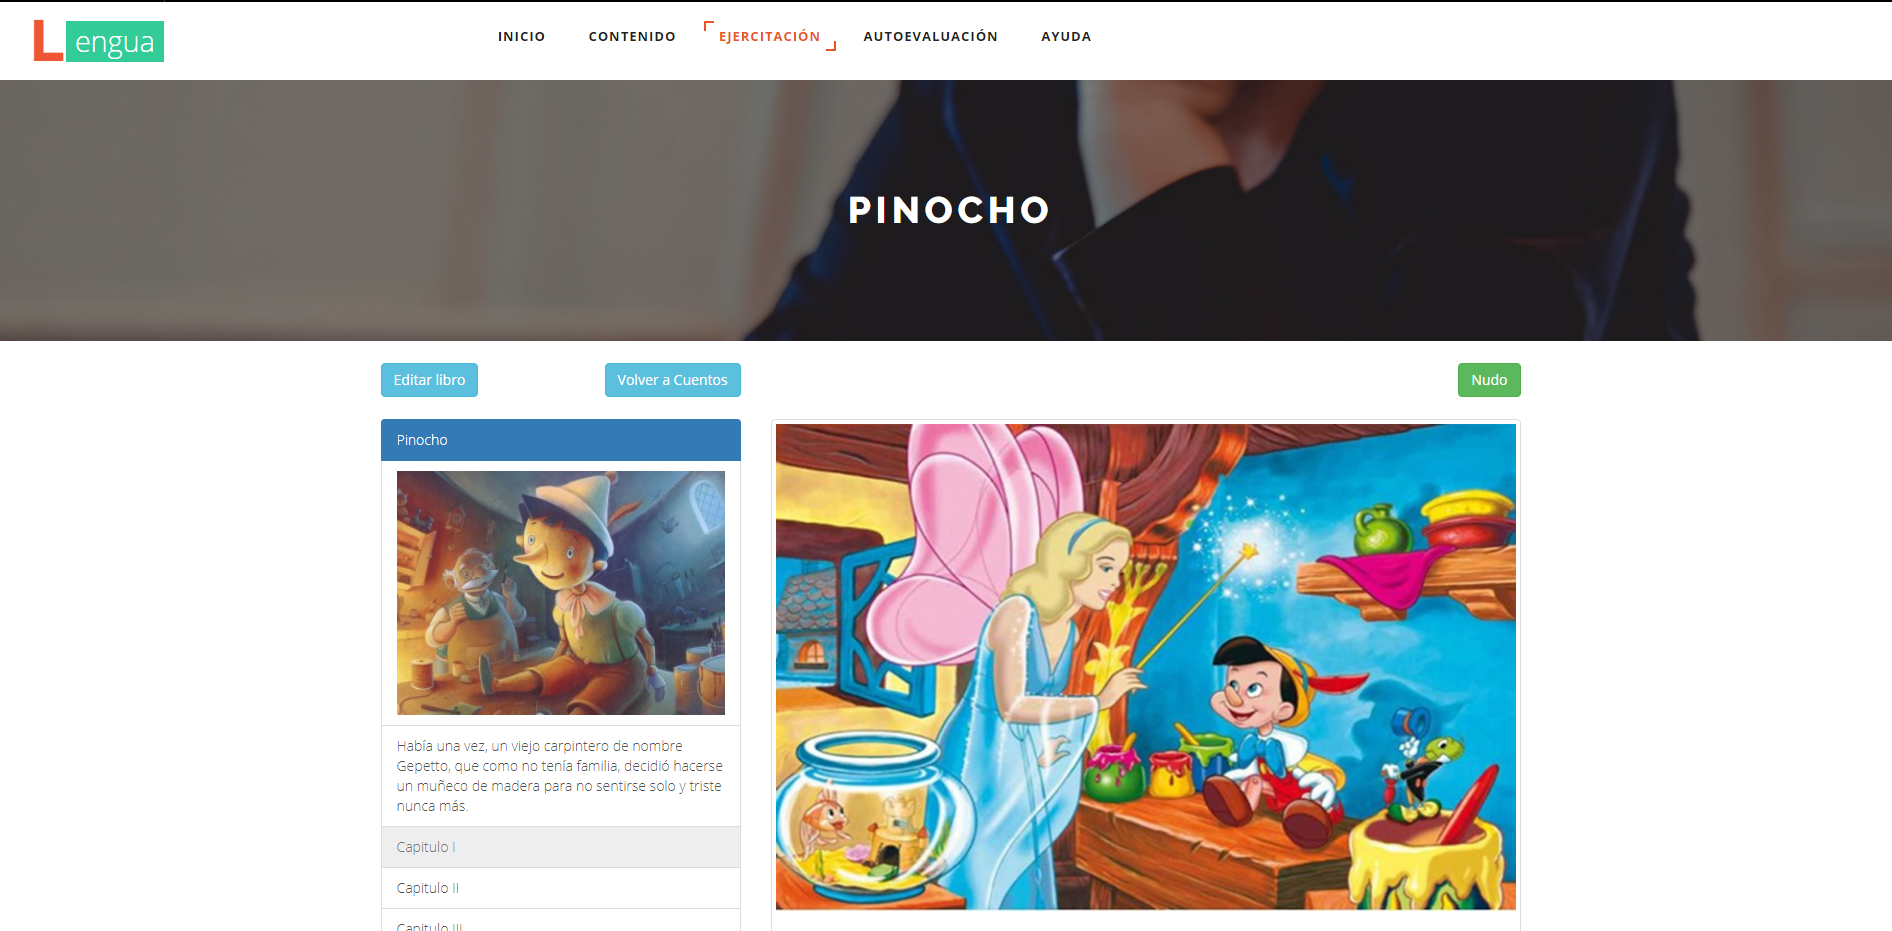 Lengua
INICIO
CONTENIDO
EJERCITACIÓN
AUTOEVALUACIÓN
AYUDA
PINOCHO
Editar libro
Volver a Cuentos
Nudo
Pinocho
Había una vez, un viejo carpintero de nombre
Gepetto, que como no tenía familia, decidió hacerse
un muñeco de madera para no sentirse solo y triste
nunca más.
Capitulo I
Capitulo II
Capitulo III